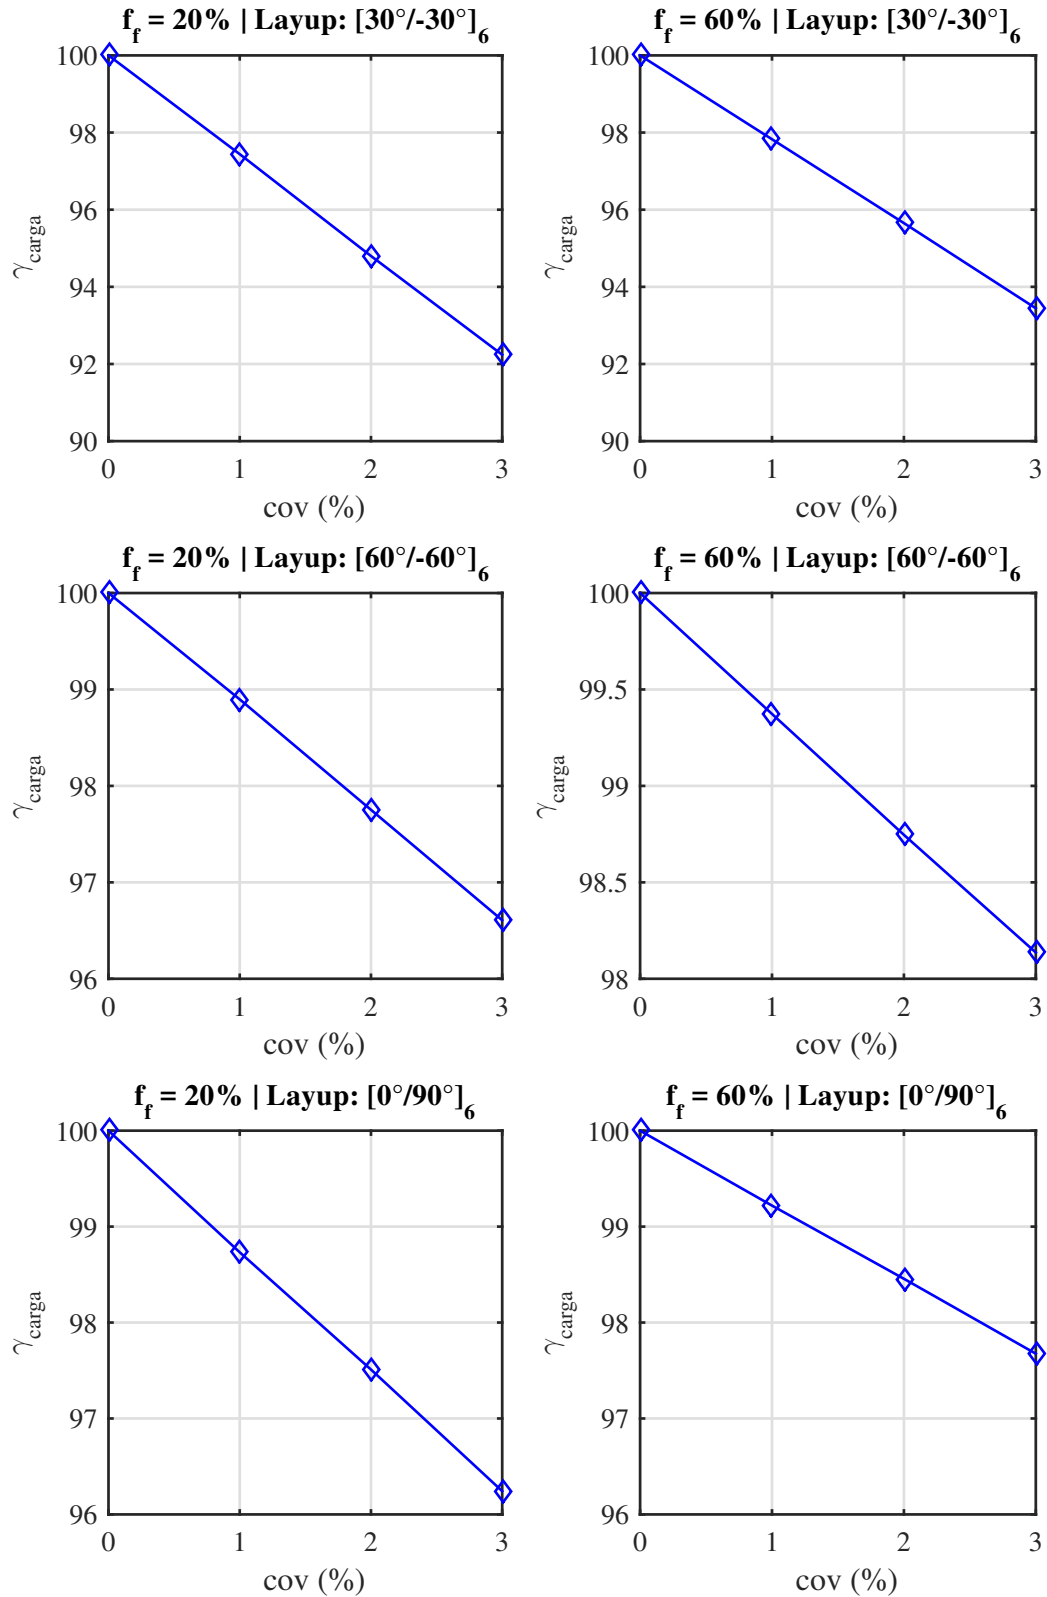 f_f = 20% | Layup: [30°/-30°]_6
100
98
96
94
92
90
γ_carga
0 1 2 3
cov (%)
f_f = 60% | Layup: [30°/-30°]_6
100
98
96
94
92
90
γ_carga
0 1 2 3
cov (%)
f_f = 20% | Layup: [60°/-60°]_6
100
99
98
97
96
γ_carga
0 1 2 3
cov (%)
f_f = 60% | Layup: [60°/-60°]_6
100
99.5
99
98.5
98
γ_carga
0 1 2 3
cov (%)
f_f = 20% | Layup: [0°/90°]_6
100
99
98
97
96
γ_carga
0 1 2 3
cov (%)
f_f = 60% | Layup: [0°/90°]_6
100
99
98
97
96
γ_carga
0 1 2 3
cov (%)